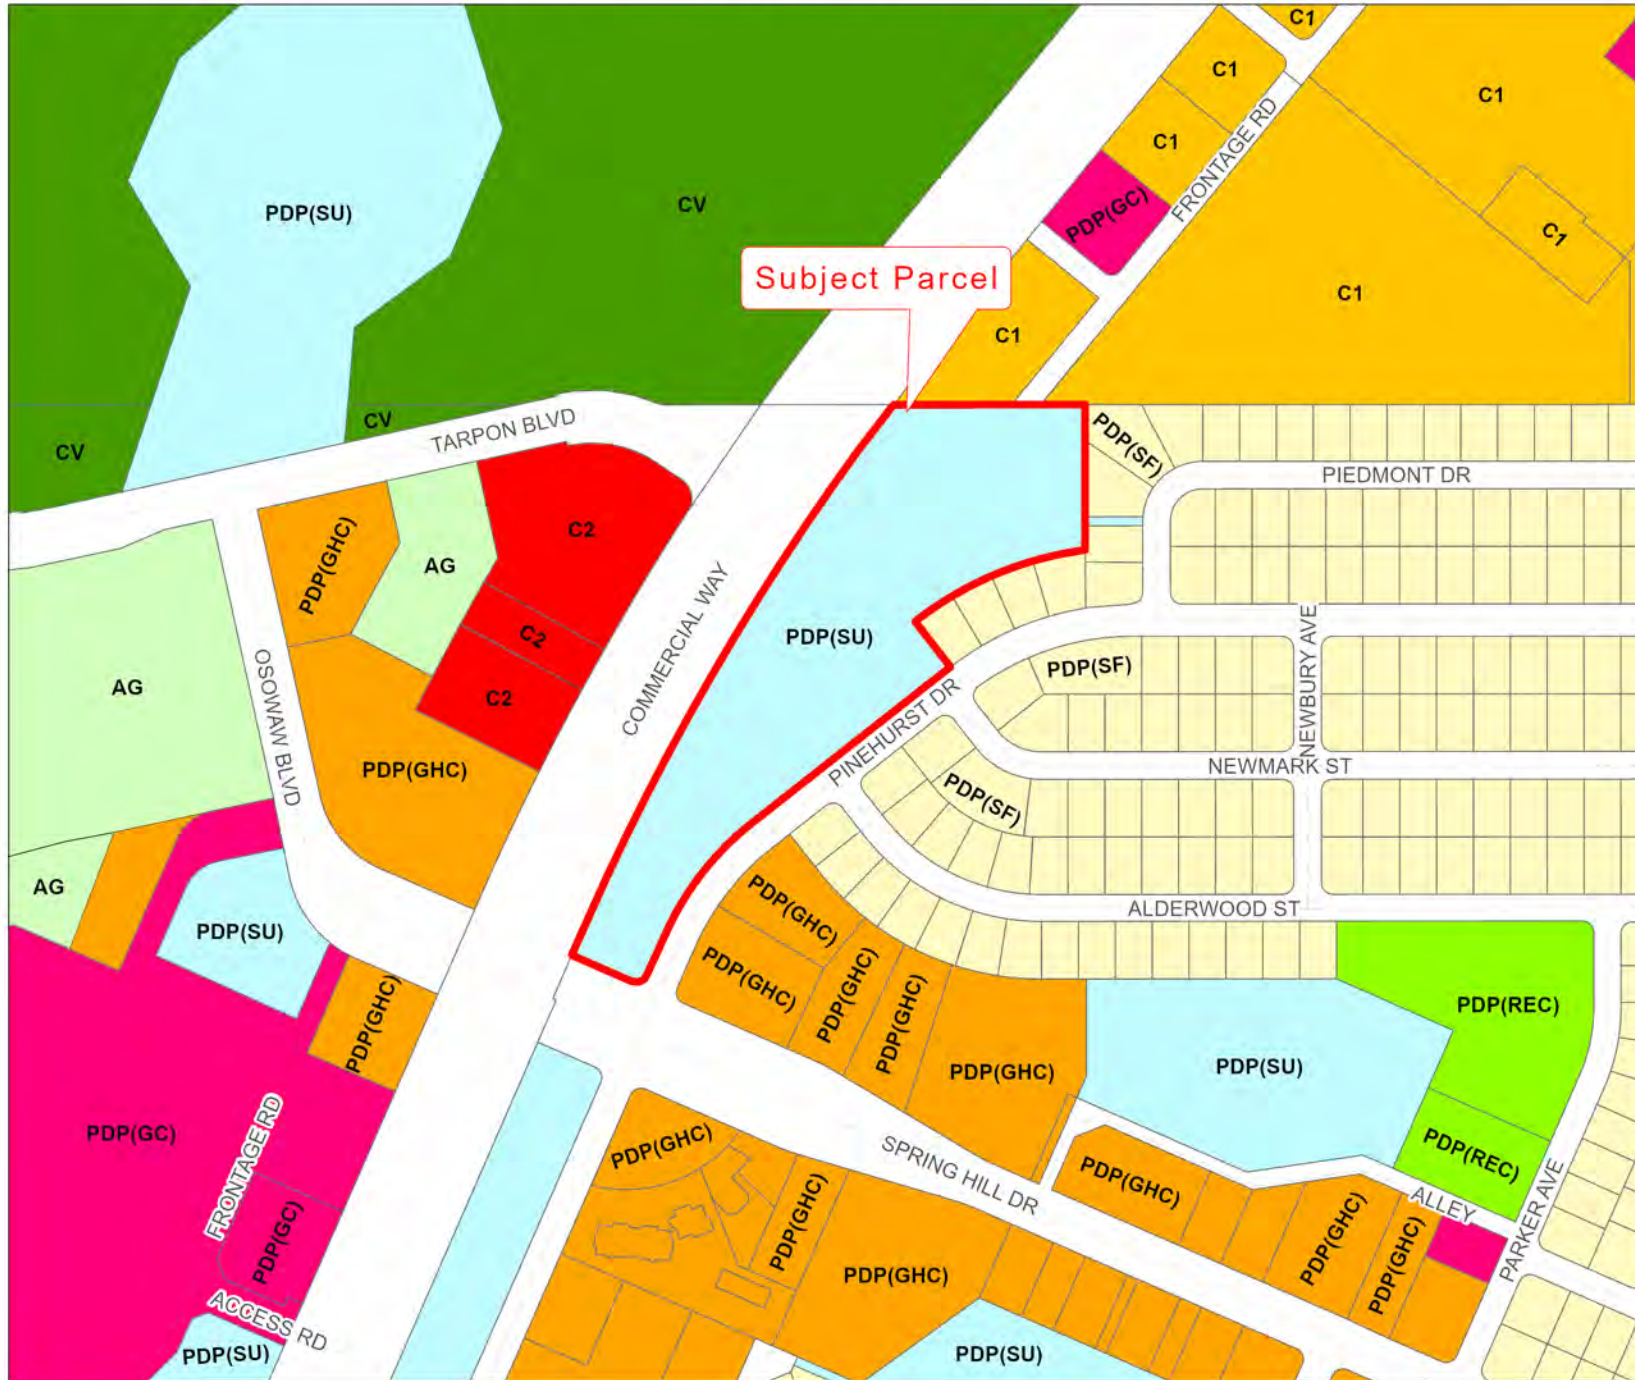 C1
C1
C1
C1
PDP(SU)
CV
FRONTAGE RD
PDP(GC)
C1
Subject Parcel
C1
C1
CV
TARPON BLVD
CV
PDP(SF)
PIEDMONT DR
C2
PDP(GHC)
AG
C2
PDP(SU)
COMMERCIAL WAY
NEWBURY AVE
PDP(SF)
AG
OSOWAW BLVD
C2
PINEHURST DR
PDP(GHC)
NEWMARK ST
PDP(SF)
AG
PDP(GHC)
ALDERWOOD ST
PDP(SU)
PDP(GHC)
PDP(GHC)
PDP(GHC)
PDP(GHC)
PDP(REC)
PDP(GHC)
PDP(SU)
PDP(GC)
FRONTAGE RD
PDP(GHC)
PDP(REC)
SPRING HILL DR
PDP(GHC)
ALLEY
PDP(GHC)
PARKER AVE
PDP(GC)
PDP(GHC)
PDP(GHC)
PDP(GHC)
ACCESS RD
PDP(SU)
PDP(SU)